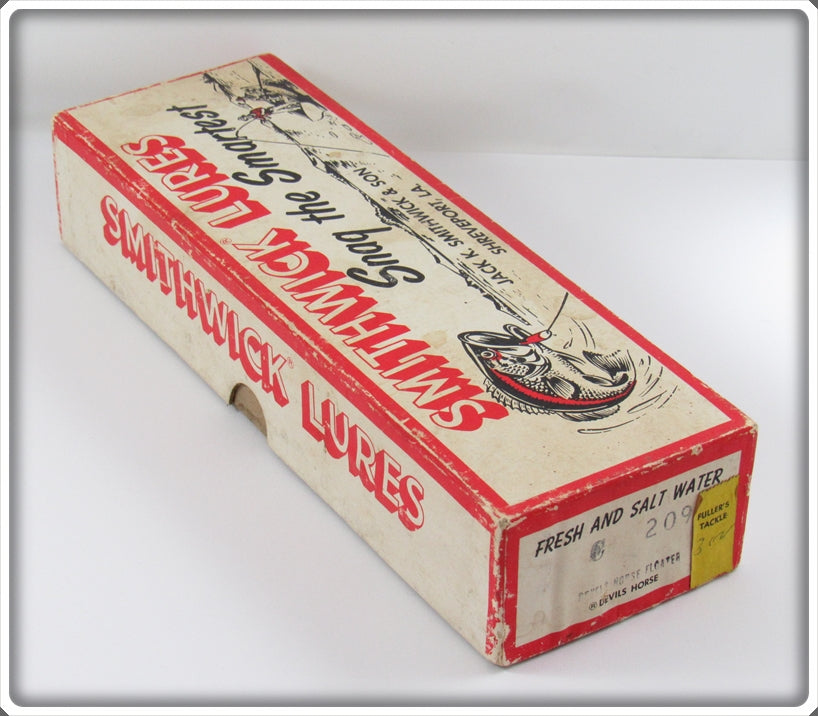 SMITHWICK LURES ®
Snag the Smartest
JACK K. SMITHWICK & SON
SHREVEPORT, LA.
SMITHWICK® LURES
FRESH AND SALT WATER
C 209
DEVILS HORSE FLOATER
® DEVILS HORSE
FULLER'S
TACKLE